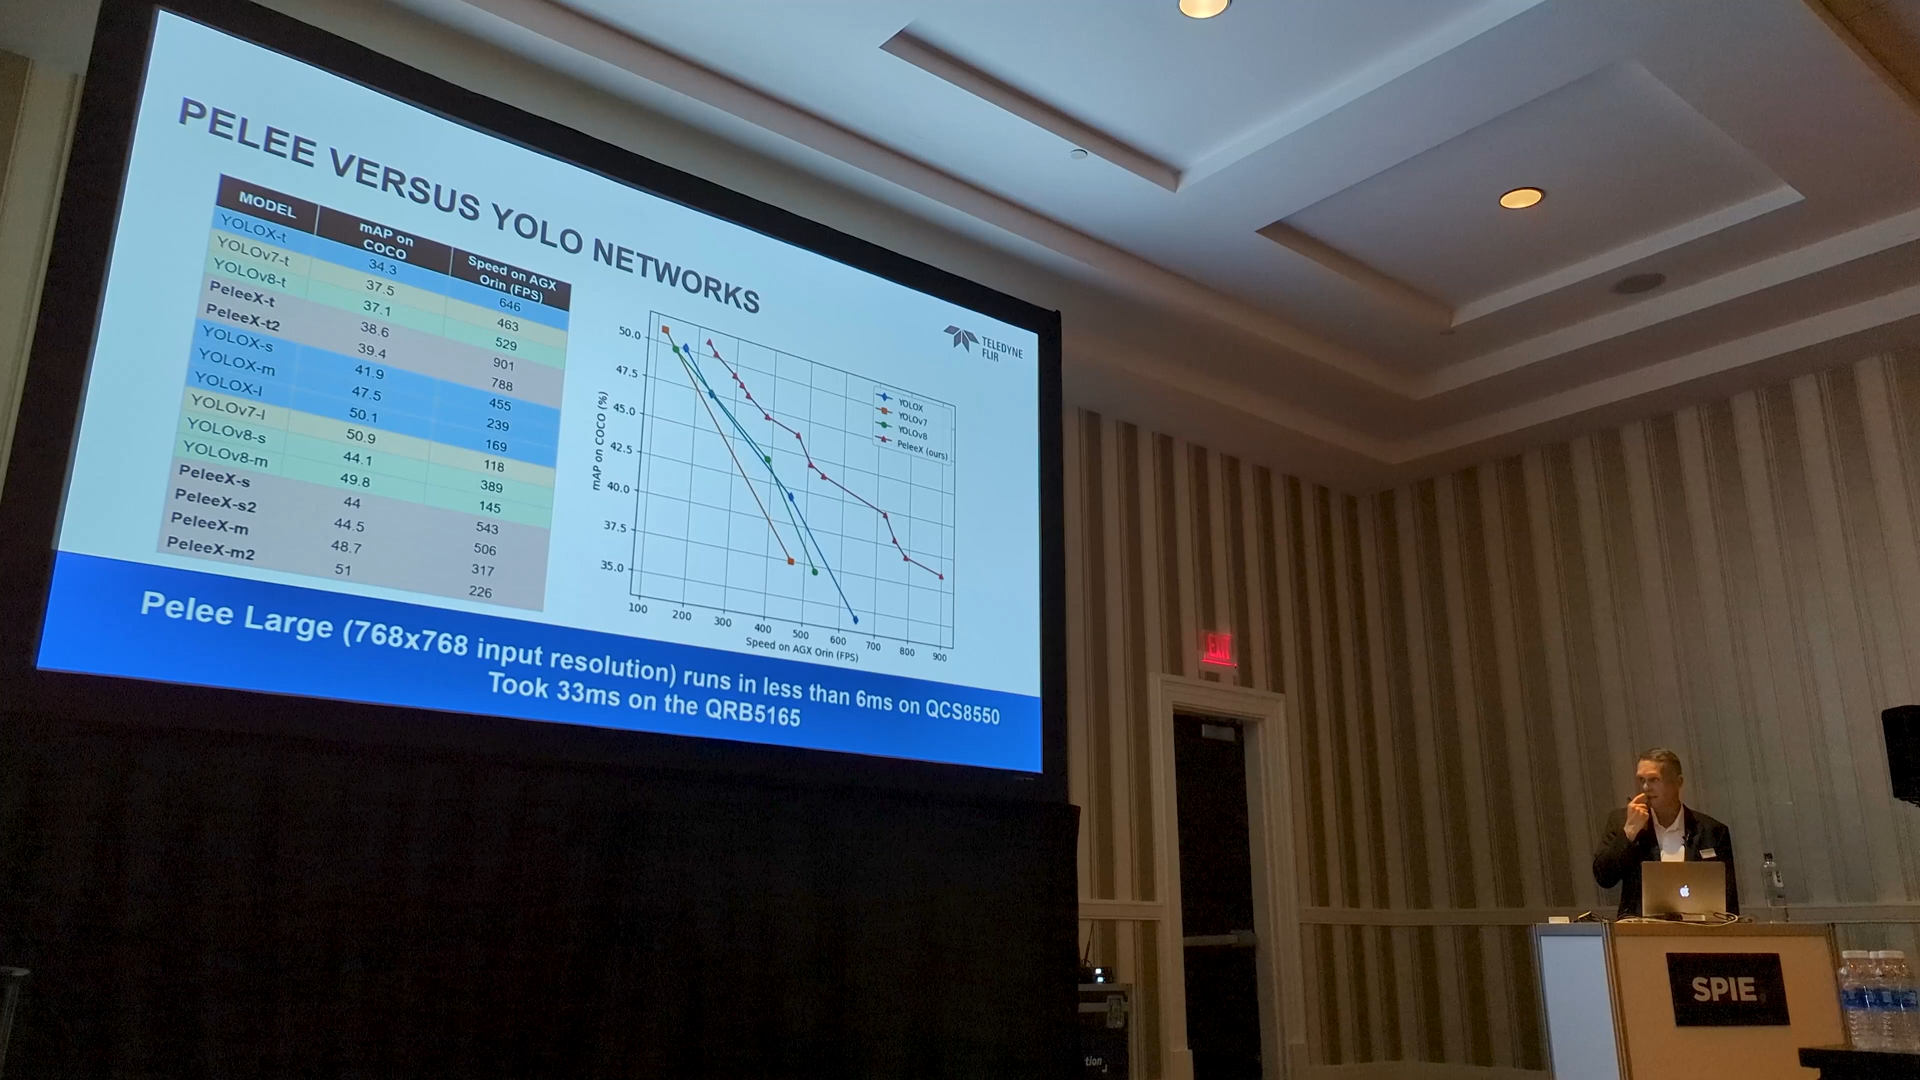 PELEE VERSUS YOLO NETWORKS
MODEL mAP on COCO Speed on AGX Orin (FPS)
YOLOX-t 34.3 646
YOLOv7-t 37.5 463
YOLOv8-t 37.1 529
PeleeX-t 38.6 901
PeleeX-t2 39.4 788
YOLOX-s 41.9 455
YOLOX-m 47.5 239
YOLOX-l 50.1 169
YOLOv7-l 50.9 118
YOLOv8-s 44.1 389
YOLOv8-m 49.8 145
PeleeX-s 44 543
PeleeX-s2 44.5 506
PeleeX-m 48.7 317
PeleeX-m2 51 226
TELEDYNE
FLIR
mAP on COCO (%)
50.0
47.5
45.0
42.5
40.0
37.5
35.0
YOLOX
YOLOv7
YOLOv8
PeleeX (ours)
100 200 300 400 500 600 700 800 900
Speed on AGX Orin (FPS)
Pelee Large (768x768 input resolution) runs in less than 6ms on QCS8550
Took 33ms on the QRB5165
EXIT
SPIE.